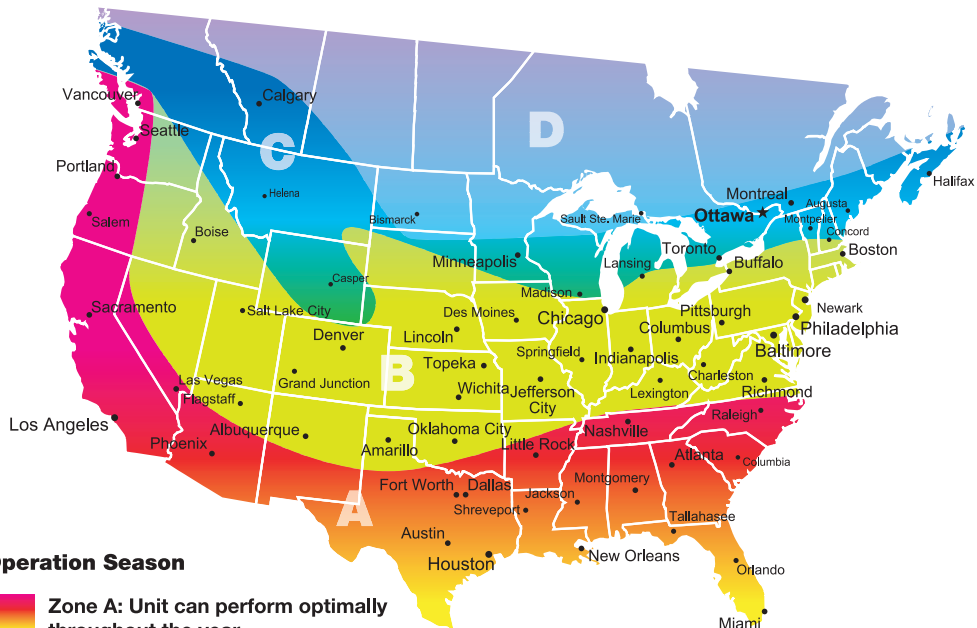 D
Calgary
Vancouver
Seattle
C
Portland
Helena
Halifax
Salem
Bismarck
Sault Ste. Marie
Montreal
Augusta
Ottawa
Montpelier
Concord
Boise
Toronto
Boston
Minneapolis
Lansing
Buffalo
Casper
Madison
Sacramento
Salt Lake City
Des Moines
Chicago
Pittsburgh
Newark
Columbus
Philadelphia
Denver
Lincoln
Springfield
Indianapolis
Baltimore
Topeka
Grand Junction
B
Charleston
Las Vegas
Wichita
Jefferson
City
Lexington
Richmond
Flagstaff
Raleigh
Los Angeles
Albuquerque
Oklahoma City
Nashville
Phoenix
Amarillo
Little Rock
Atlanta
Columbia
Fort Worth
Dallas
Montgomery
Jackson
A
Shreveport
Tallahasee
Austin
Houston
New Orleans
Orlando
Miami
Operation Season
Zone A: Unit can perform optimally
throughout the year